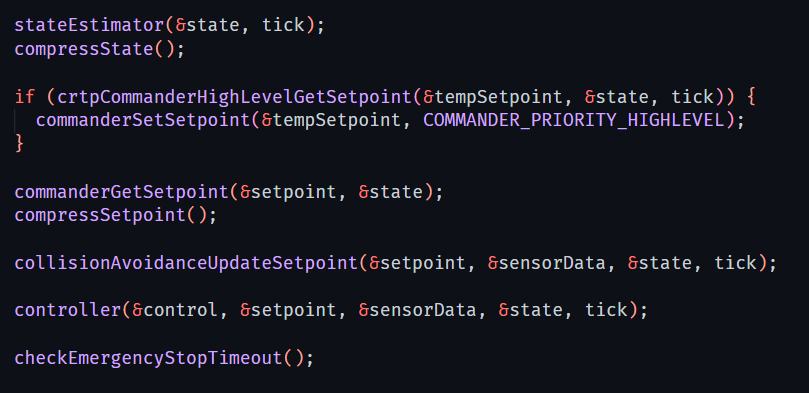 stateEstimator(&state, tick);
compressState();
if (crtpCommanderHighLevelGetSetpoint(&tempSetpoint, &state, tick)) {
commanderSetSetpoint(&tempSetpoint, COMMANDER_PRIORITY_HIGHLEVEL);
}
commanderGetSetpoint(&setpoint, &state);
compressSetpoint();
collisionAvoidanceUpdateSetpoint(&setpoint, &sensorData, &state, tick);
controller(&control, &setpoint, &sensorData, &state, tick);
checkEmergencyStopTimeout();